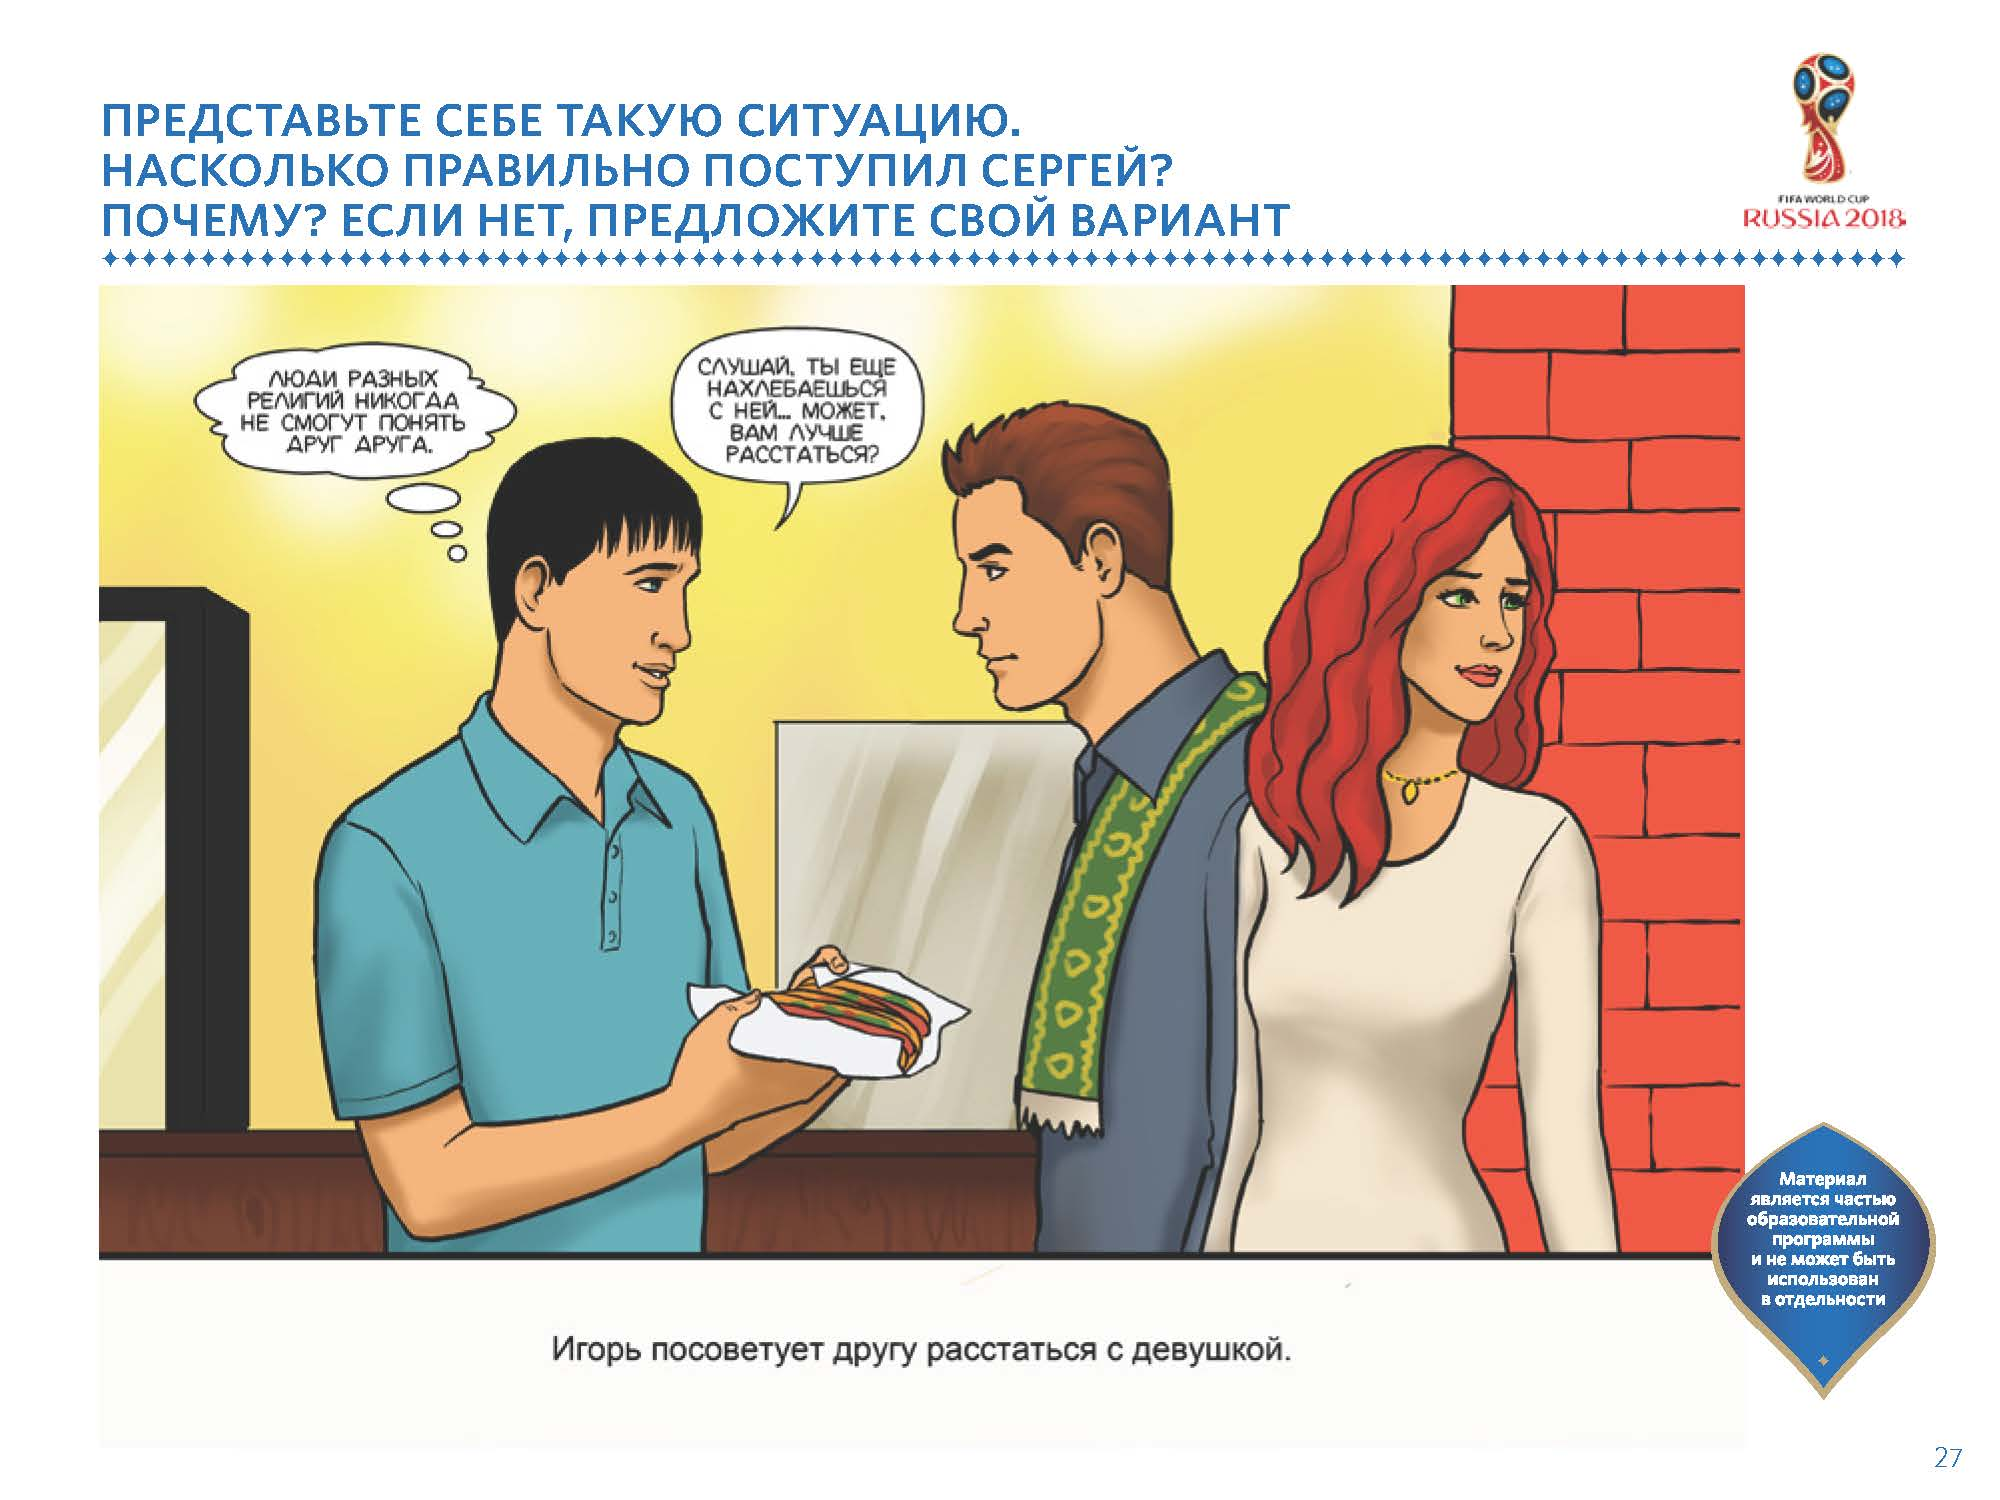 ПРЕДСТАВЬТЕ СЕБЕ ТАКУЮ СИТУАЦИЮ.
НАСКОЛЬКО ПРАВИЛЬНО ПОСТУПИЛ СЕРГЕЙ?
ПОЧЕМУ? ЕСЛИ НЕТ, ПРЕДЛОЖИТЕ СВОЙ ВАРИАНТ
FIFA WORLD CUP
RUSSIA 2018
ЛЮДИ РАЗНЫХ
РЕЛИГИЙ НИКОГДА
НЕ СМОГУТ ПОНЯТЬ
ДРУГ ДРУГА.
СЛУШАЙ, ТЫ ЕЩЕ
НАХЛЕБАЕШЬСЯ
С НЕЙ... МОЖЕТ,
ВАМ ЛУЧШЕ
РАССТАТЬСЯ?
Материал
является частью
образовательной
программы
и не может быть
использован
в отдельности
Игорь посоветует другу расстаться с девушкой.
27